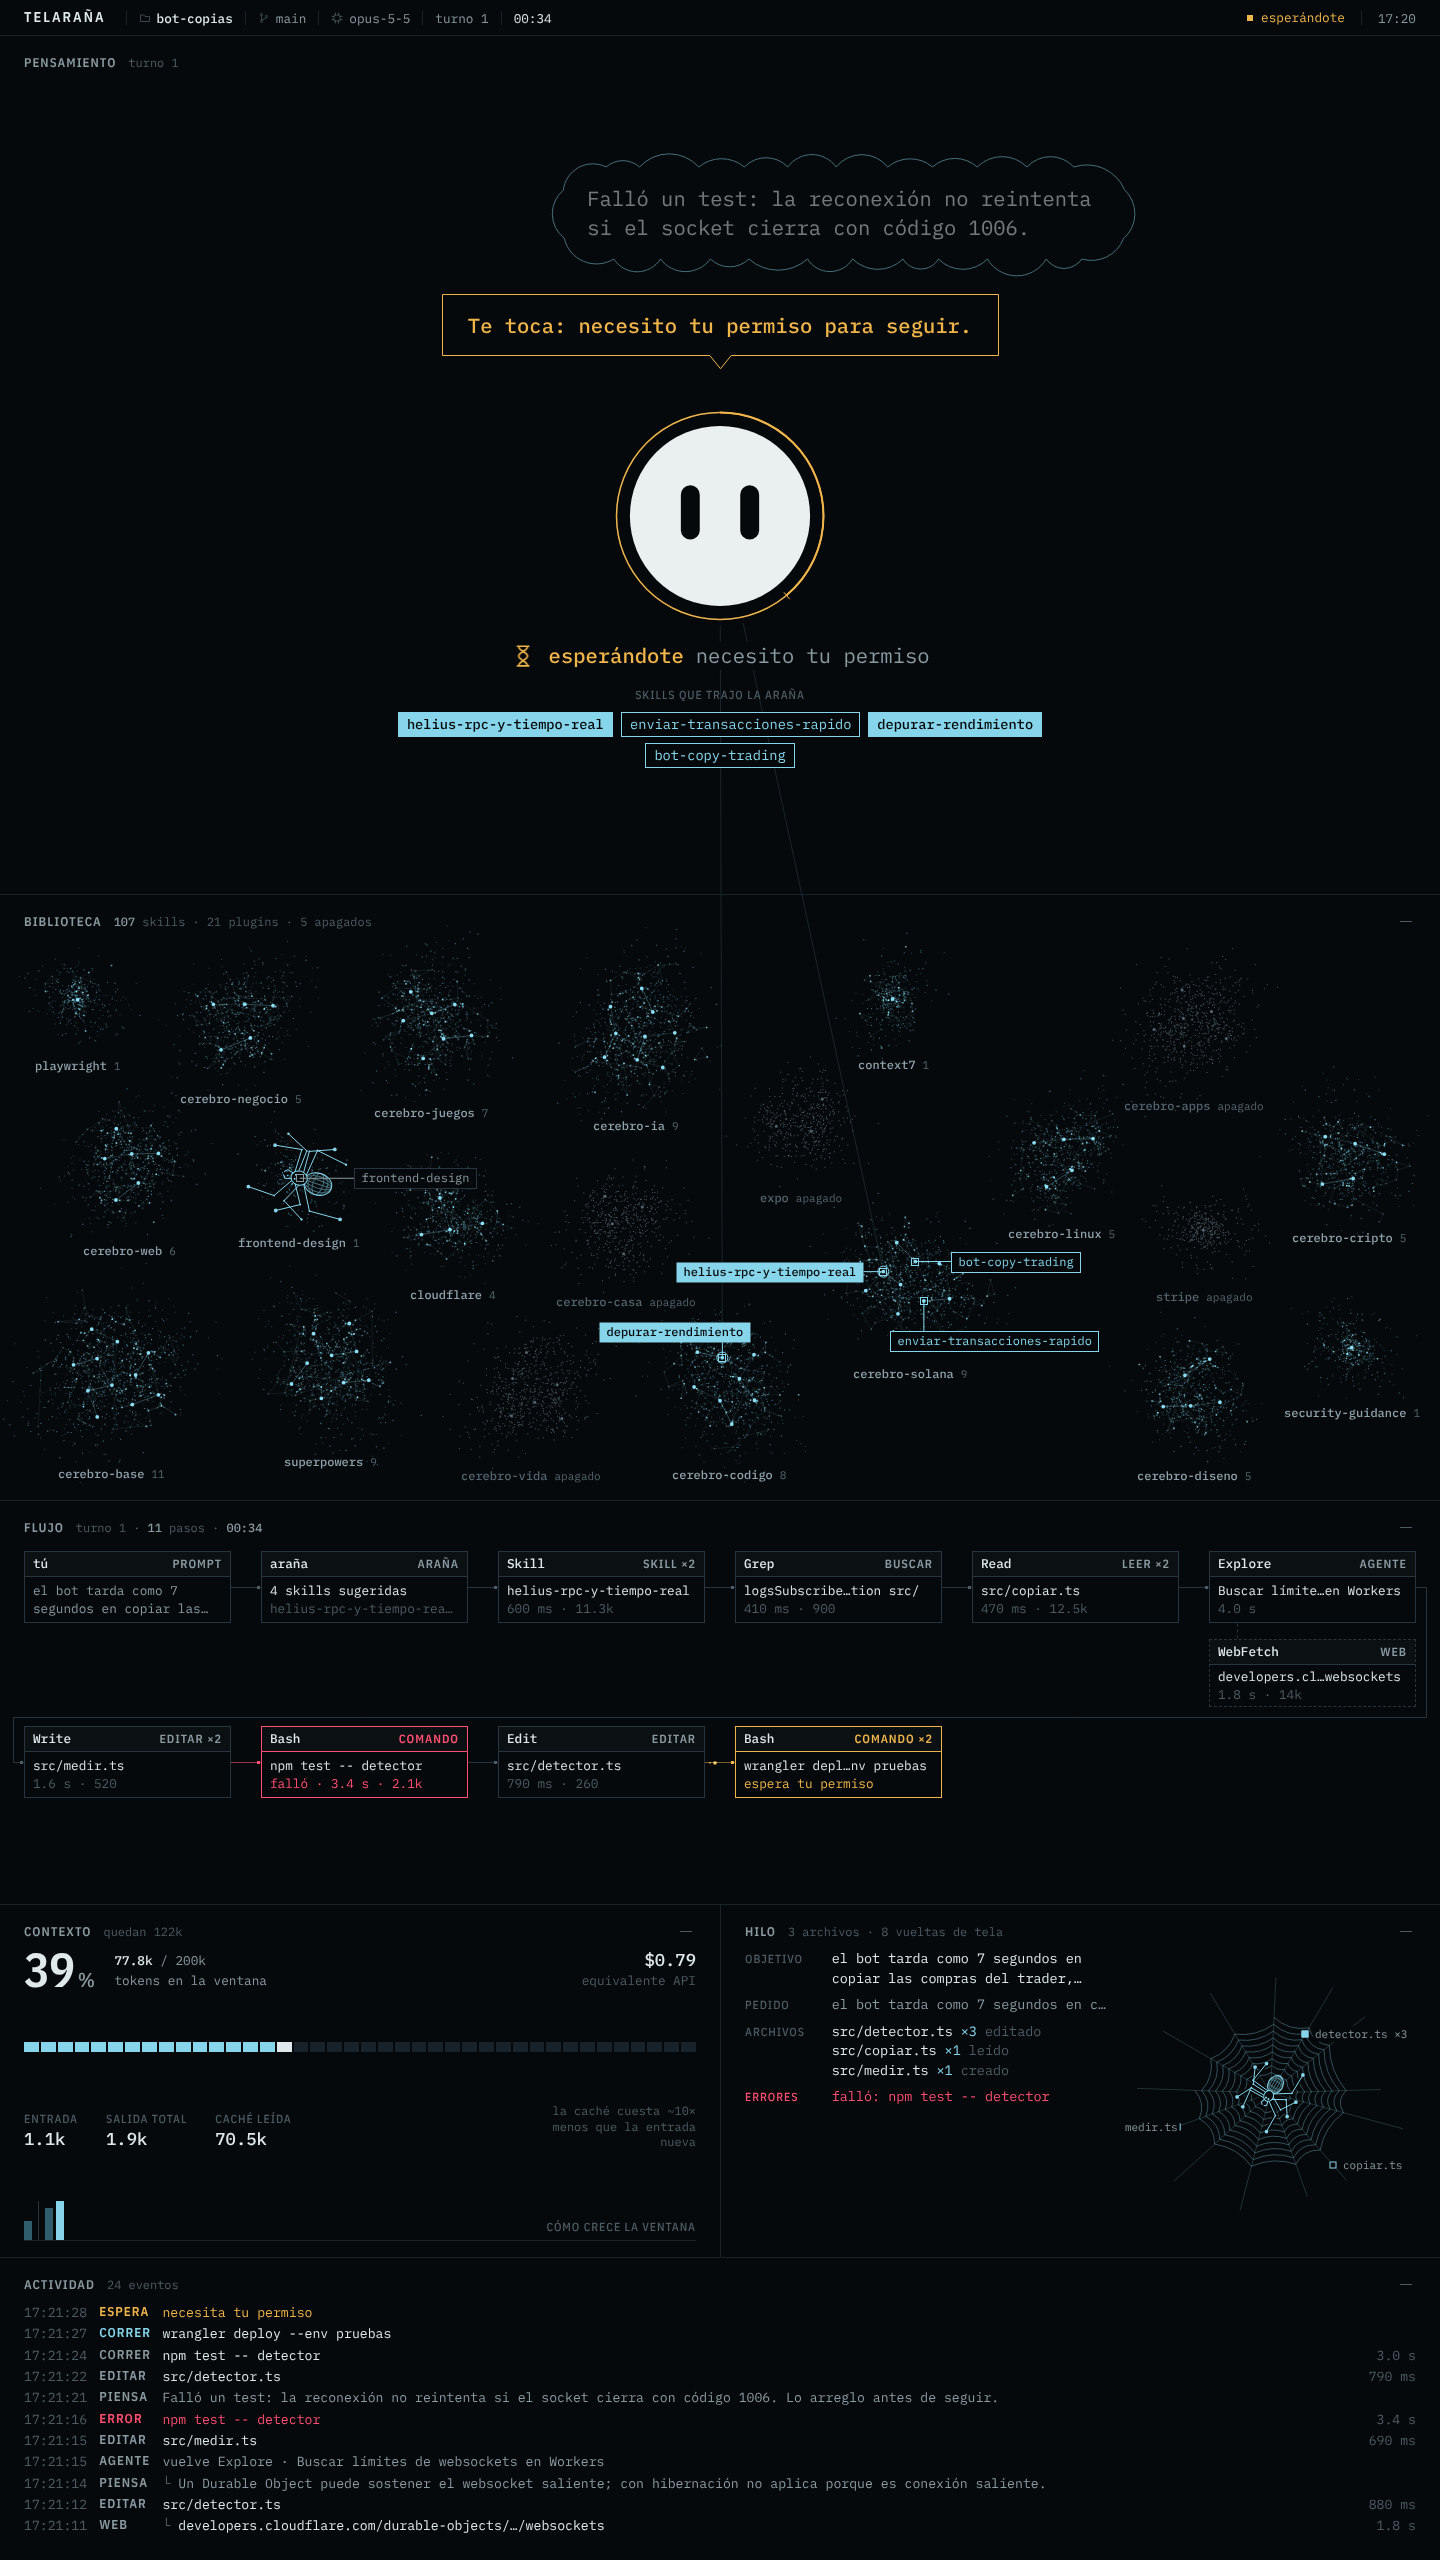 TELARAÑA bot-copias main opus-5-5 turno 1 00:34 esperándote 17:20
PENSAMIENTO turno 1
Falló un test: la reconexión no reintenta
si el socket cierra con código 1006.
Te toca: necesito tu permiso para seguir.
esperándote necesito tu permiso
SKILLS QUE TRAJO LA ARAÑA
helius-rpc-y-tiempo-real enviar-transacciones-rapido depurar-rendimiento
bot-copy-trading
BIBLIOTECA 107 skills · 21 plugins · 5 apagados
playwright 1
context7 1
cerebro-negocio 5
cerebro-apps apagado
cerebro-juegos 7
cerebro-ia 9
frontend-design
expo apagado
cerebro-linux 5
cerebro-cripto 5
frontend-design 1
cerebro-web 6
bot-copy-trading
helius-rpc-y-tiempo-real
cloudflare 4
stripe apagado
cerebro-casa apagado
depurar-rendimiento
enviar-transacciones-rapido
cerebro-solana 9
security-guidance 1
superpowers 9
cerebro-base 11
cerebro-vida apagado
cerebro-codigo 8
cerebro-diseno 5
FLUJO turno 1 · 11 pasos · 00:34
tú PROMPT
el bot tarda como 7
segundos en copiar las…
araña ARAÑA
4 skills sugeridas
helius-rpc-y-tiempo-rea…
Skill SKILL ×2
helius-rpc-y-tiempo-real
600 ms · 11.3k
Grep BUSCAR
logsSubscribe…tion src/
410 ms · 900
Read LEER ×2
src/copiar.ts
470 ms · 12.5k
Explore AGENTE
Buscar límite…en Workers
4.0 s
WebFetch WEB
developers.cl…websockets
1.8 s · 14k
Write EDITAR ×2
src/medir.ts
1.6 s · 520
Bash COMANDO
npm test -- detector
falló · 3.4 s · 2.1k
Edit EDITAR
src/detector.ts
790 ms · 260
Bash COMANDO ×2
wrangler depl…nv pruebas
espera tu permiso
CONTEXTO quedan 122k
39% 77.8k / 200k
tokens en la ventana
$0.79
equivalente API
ENTRADA SALIDA TOTAL CACHÉ LEÍDA
1.1k 1.9k 70.5k
la caché cuesta ~10×
menos que la entrada
nueva
CÓMO CRECE LA VENTANA
HILO 3 archivos · 8 vueltas de tela
OBJETIVO el bot tarda como 7 segundos en
copiar las compras del trader,…
PEDIDO el bot tarda como 7 segundos en c…
ARCHIVOS src/detector.ts ×3 editado
src/copiar.ts ×1 leído
src/medir.ts ×1 creado
ERRORES falló: npm test -- detector
detector.ts ×3
medir.ts
copiar.ts
ACTIVIDAD 24 eventos
17:21:28 ESPERA necesita tu permiso
17:21:27 CORRER wrangler deploy --env pruebas
17:21:24 CORRER npm test -- detector 3.0 s
17:21:22 EDITAR src/detector.ts 790 ms
17:21:21 PIENSA Falló un test: la reconexión no reintenta si el socket cierra con código 1006. Lo arreglo antes de seguir.
17:21:16 ERROR npm test -- detector 3.4 s
17:21:15 EDITAR src/medir.ts 690 ms
17:21:15 AGENTE vuelve Explore · Buscar límites de websockets en Workers
17:21:14 PIENSA └ Un Durable Object puede sostener el websocket saliente; con hibernación no aplica porque es conexión saliente.
17:21:12 EDITAR src/detector.ts 880 ms
17:21:11 WEB └ developers.cloudflare.com/durable-objects/…/websockets 1.8 s